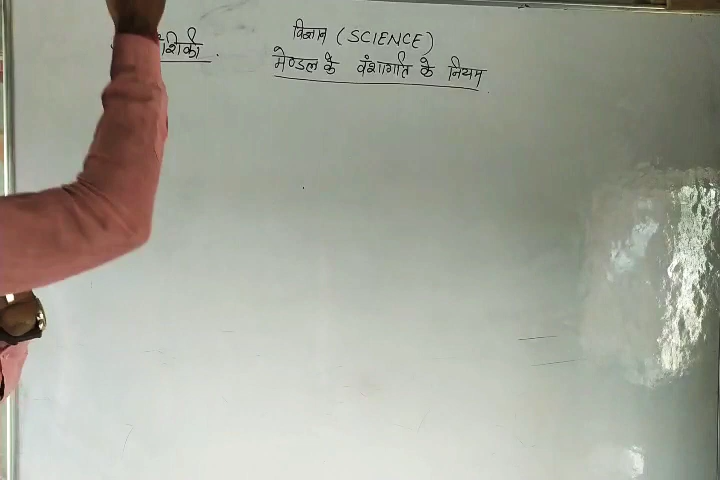 विज्ञान (SCIENCE)
मेण्डल के वंशागति के नियम